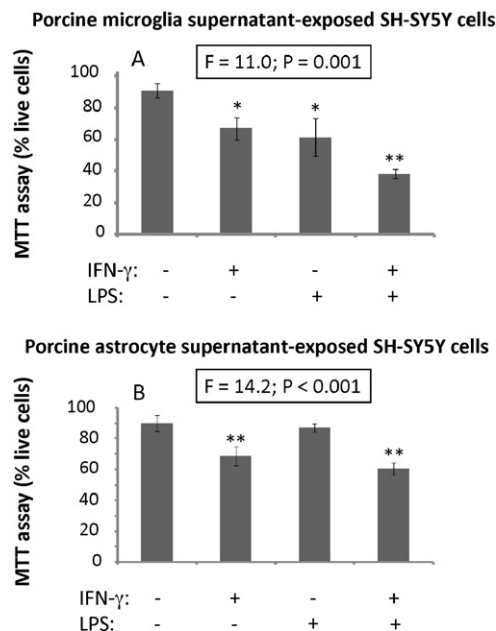 Porcine microglia supernatant-exposed SH-SY5Y cells
A
F = 11.0; P = 0.001
MTT assay (% live cells)
100
80
60
40
20
0
* * **
IFN-γ: - + - +
LPS: - - + +
Porcine astrocyte supernatant-exposed SH-SY5Y cells
B
F = 14.2; P < 0.001
MTT assay (% live cells)
100
80
60
40
20
0
** **
IFN-γ: - + - +
LPS: - - + +